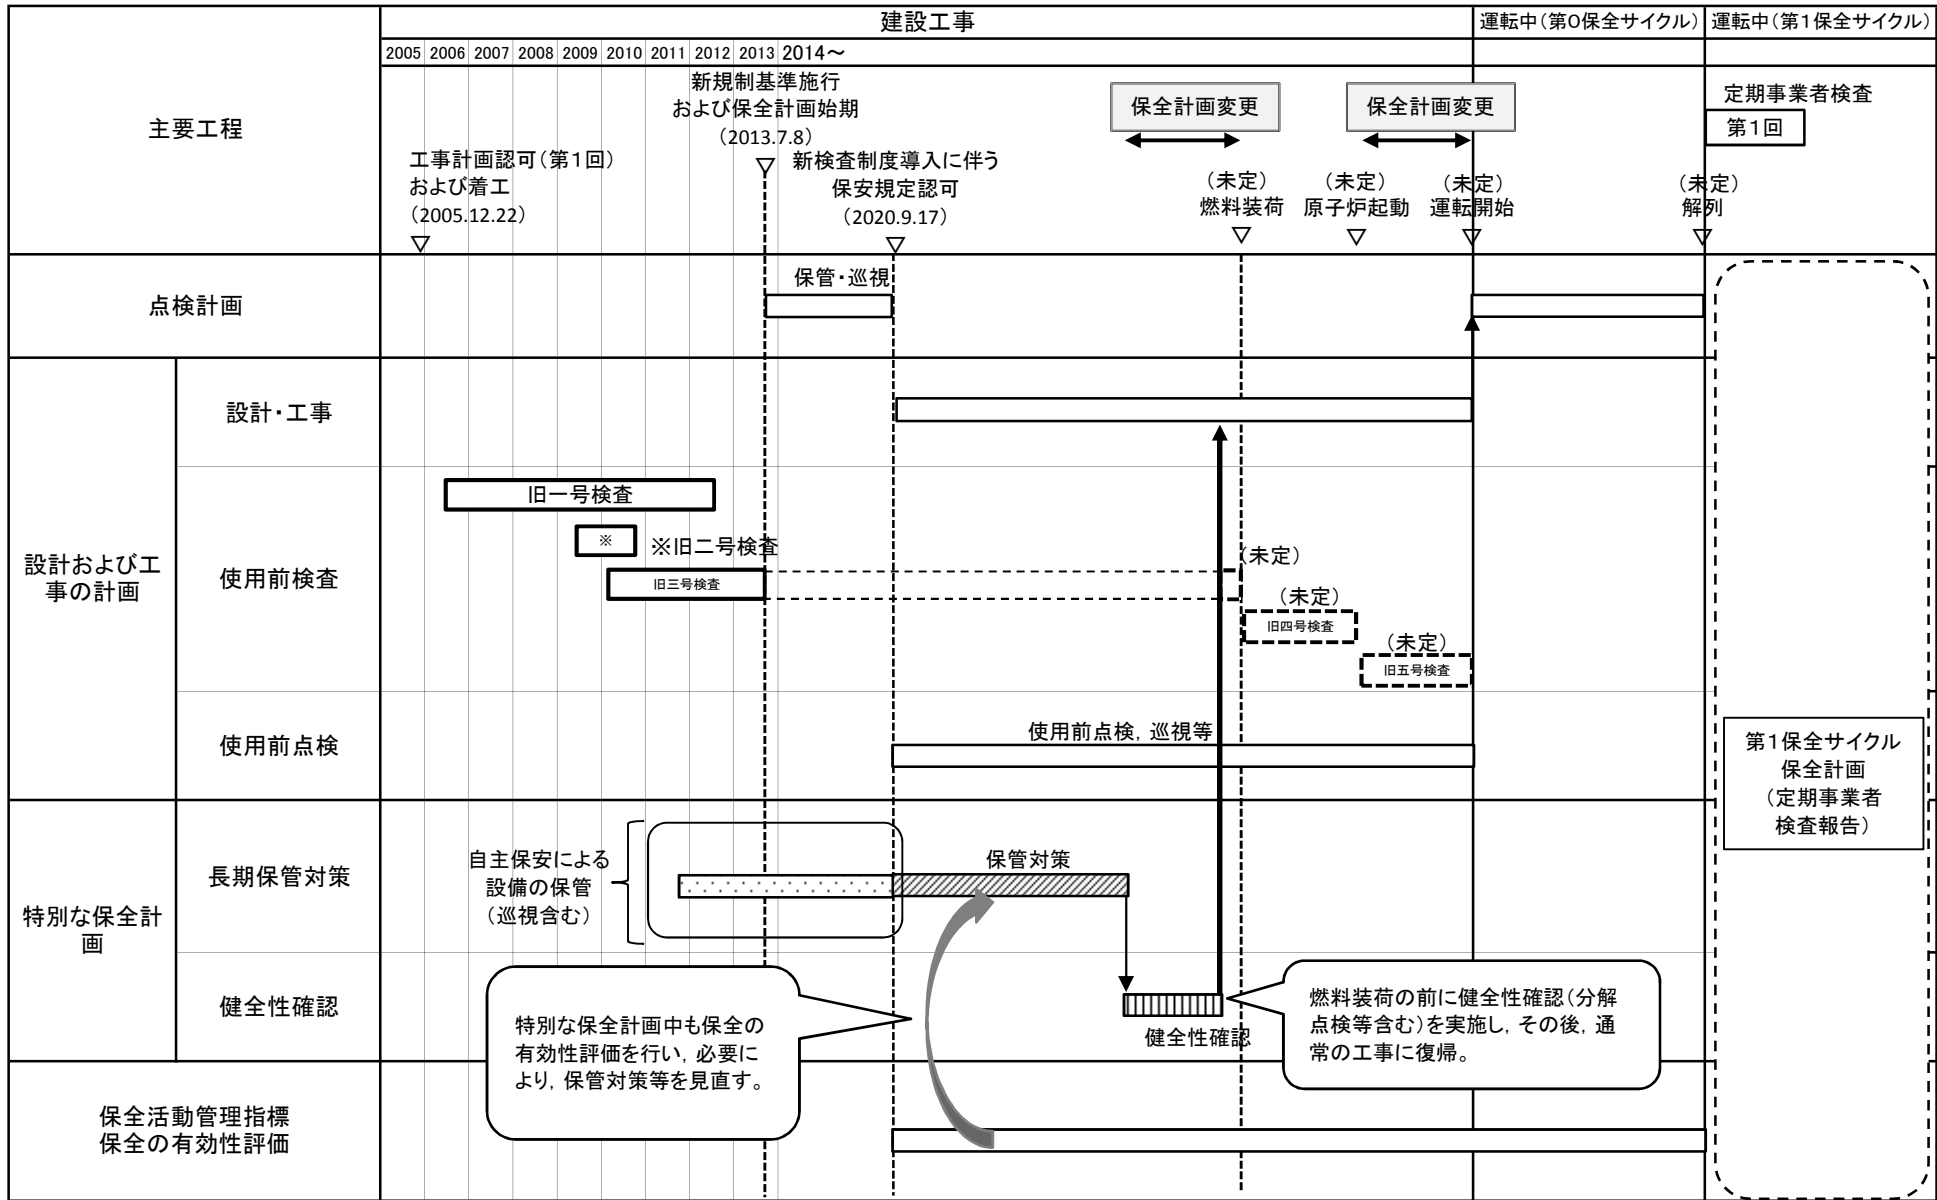 建設工事
運転中(第0保全サイクル)
運転中(第1保全サイクル)
2005 2006 2007 2008 2009 2010 2011 2012 2013 2014～
主要工程
工事計画認可(第1回)
および着工
(2005.12.22)
新規制基準施行
および保全計画始期
(2013.7.8)
新検査制度導入に伴う
保安規定認可
(2020.9.17)
保全計画変更
保全計画変更
(未定)
燃料装荷
(未定)
原子炉起動
(未定)
運転開始
(未定)
解列
定期事業者検査
第1回
点検計画
保管・巡視
設計および工
事の計画
設計・工事
使用前検査
旧一号検査
※
※旧二号検査
旧三号検査
(未定)
(未定)
旧四号検査
(未定)
旧五号検査
使用前点検
使用前点検，巡視等
第1保全サイクル
保全計画
(定期事業者
検査報告)
特別な保全計
画
長期保管対策
自主保安による
設備の保管
(巡視含む)
保管対策
健全性確認
特別な保全計画中も保全の
有効性評価を行い，必要に
より，保管対策等を見直す。
健全性確認
燃料装荷の前に健全性確認(分解
点検等含む)を実施し，その後，通
常の工事に復帰。
保全活動管理指標
保全の有効性評価